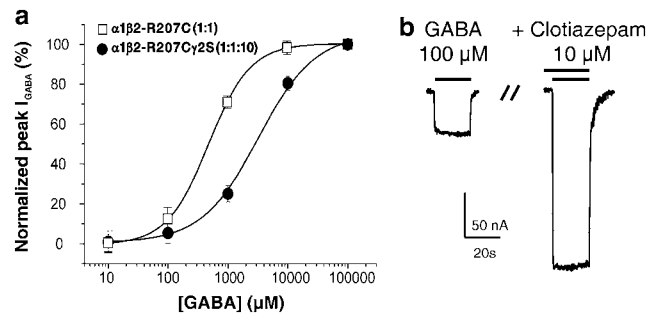 a
α1β2-R207C(1:1)
α1β2-R207Cγ2S(1:1:10)
Normalized peak I_GABA (%)
100
80
60
40
20
0
10
100
1000
10000
100000
[GABA] (μM)
b
GABA + Clotiazepam
100 μM 10 μM
//
50 nA
20s